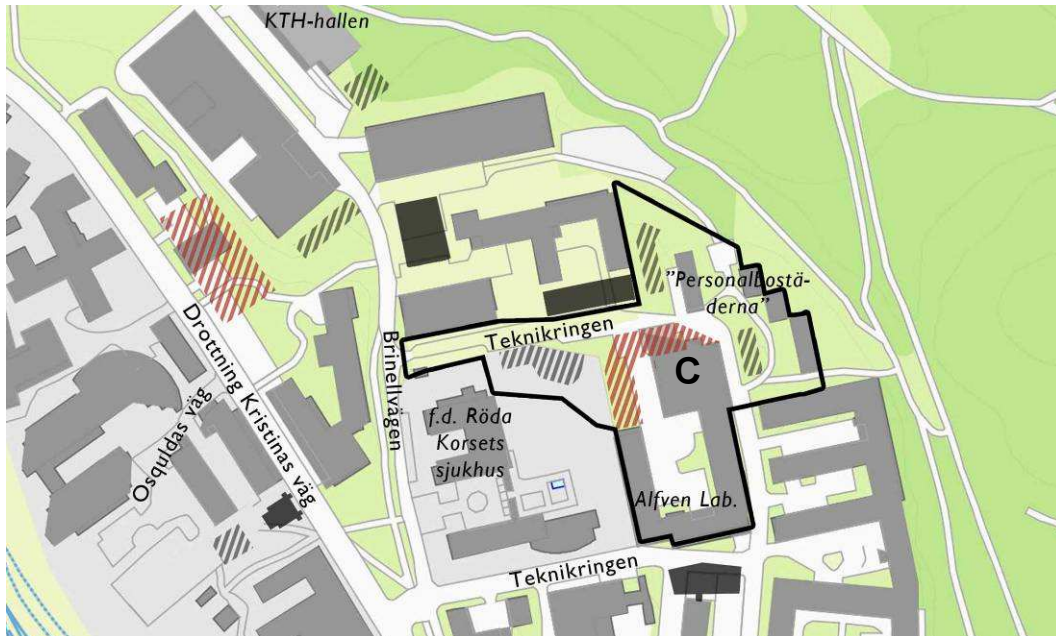 KTH-hallen
"Personalbostä-
derna"
Teknikringen
C
Brinellvägen
Drottning Kristinas väg
Osquldas väg
f.d. Röda
Korsets
sjukhus
Alfven Lab.
Teknikringen